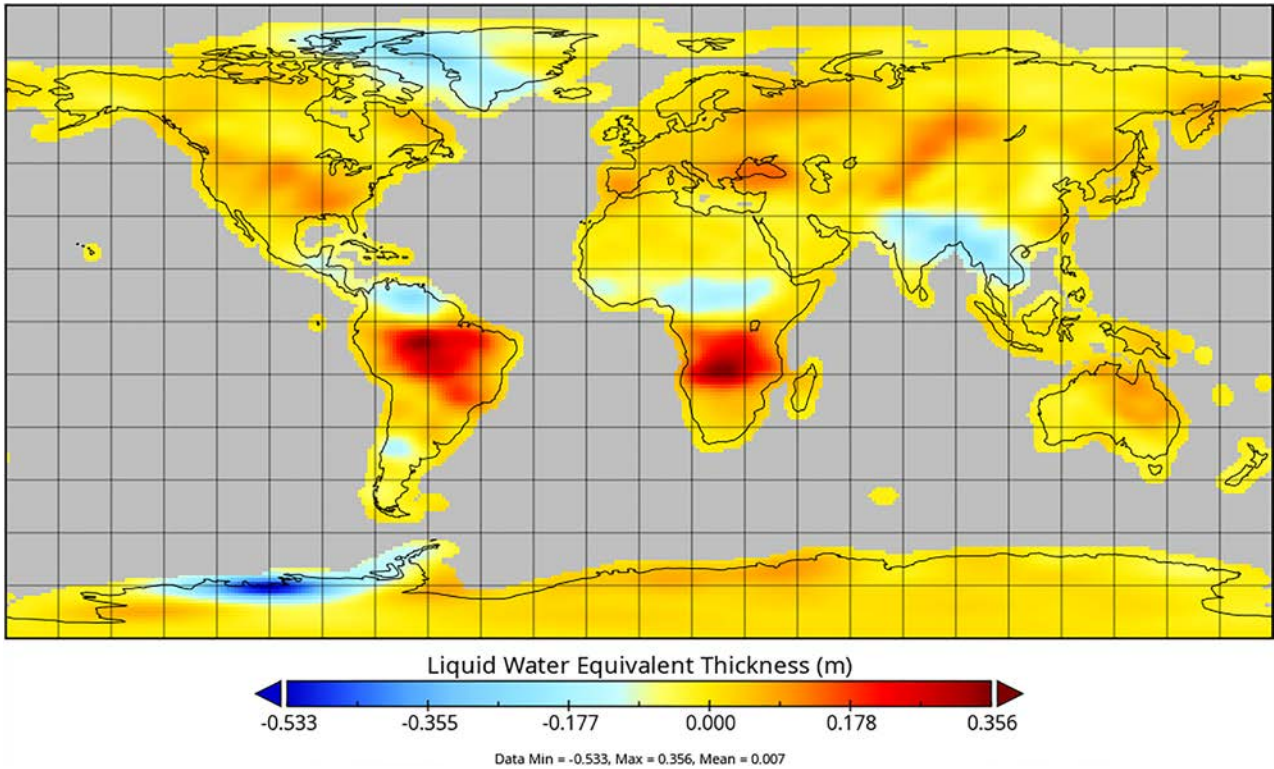 Liquid Water Equivalent Thickness (m)
-0.533 -0.355 -0.177 0.000 0.178 0.356
Data Min = -0.533, Max = 0.356, Mean = 0.007